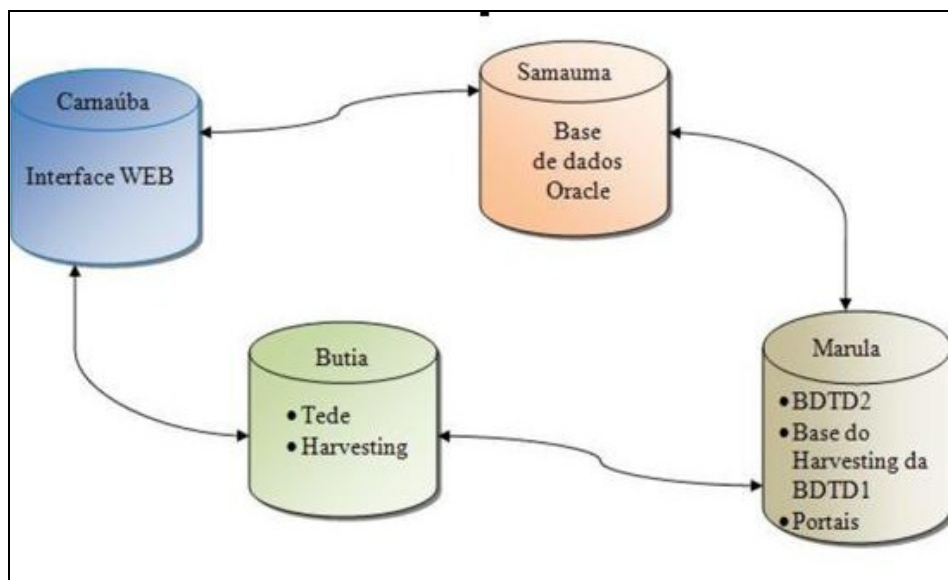 Carnaúba
Interface WEB
Samauma
Base
de dados
Oracle
Butia
• Tede
• Harvesting
Marula
• BDTD2
• Base do
Harvesting da
BDTD1
• Portais